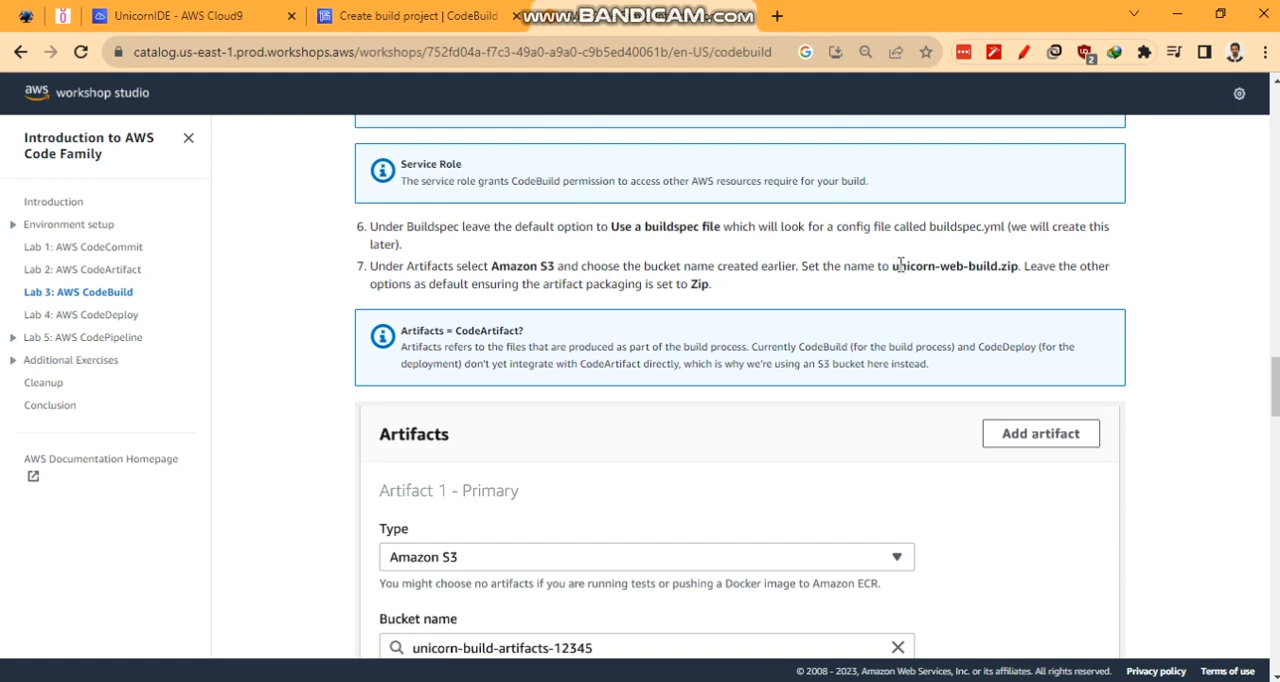 UnicornIDE - AWS Cloud9
Create build project | CodeBuild
www.BANDICAM.com
catalog.us-east-1.prod.workshops.aws/workshops/752fd04a-f7c3-49a0-a9a0-c9b5ed40061b/en-US/codebuild
aws workshop studio
Introduction to AWS
Code Family
Introduction
Environment setup
Lab 1: AWS CodeCommit
Lab 2: AWS CodeArtifact
Lab 3: AWS CodeBuild
Lab 4: AWS CodeDeploy
Lab 5: AWS CodePipeline
Additional Exercises
Cleanup
Conclusion
AWS Documentation Homepage
Service Role
The service role grants CodeBuild permission to access other AWS resources require for your build.
6. Under Buildspec leave the default option to Use a buildspec file which will look for a config file called buildspec.yml (we will create this
later).
7. Under Artifacts select Amazon S3 and choose the bucket name created earlier. Set the name to unicorn-web-build.zip. Leave the other
options as default ensuring the artifact packaging is set to Zip.
Artifacts = CodeArtifact?
Artifacts refers to the files that are produced as part of the build process. Currently CodeBuild (for the build process) and CodeDeploy (for the
deployment) don't yet integrate with CodeArtifact directly, which is why we're using an S3 bucket here instead.
Artifacts
Add artifact
Artifact 1 - Primary
Type
Amazon S3
You might choose no artifacts if you are running tests or pushing a Docker image to Amazon ECR.
Bucket name
unicorn-build-artifacts-12345
© 2008 - 2023, Amazon Web Services, Inc. or its affiliates. All rights reserved.
Privacy policy
Terms of use